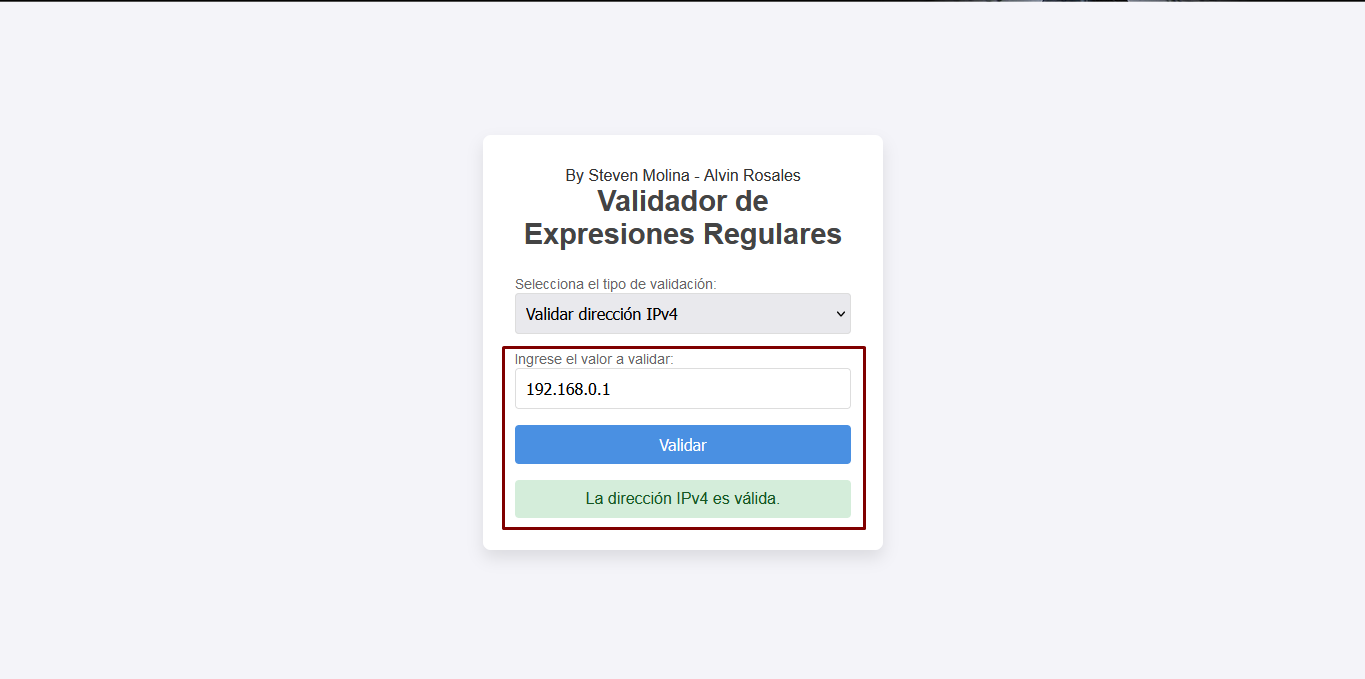 By Steven Molina - Alvin Rosales
Validador de
Expresiones Regulares
Selecciona el tipo de validación:
Validar dirección IPv4
Ingrese el valor a validar:
192.168.0.1
Validar
La dirección IPv4 es válida.